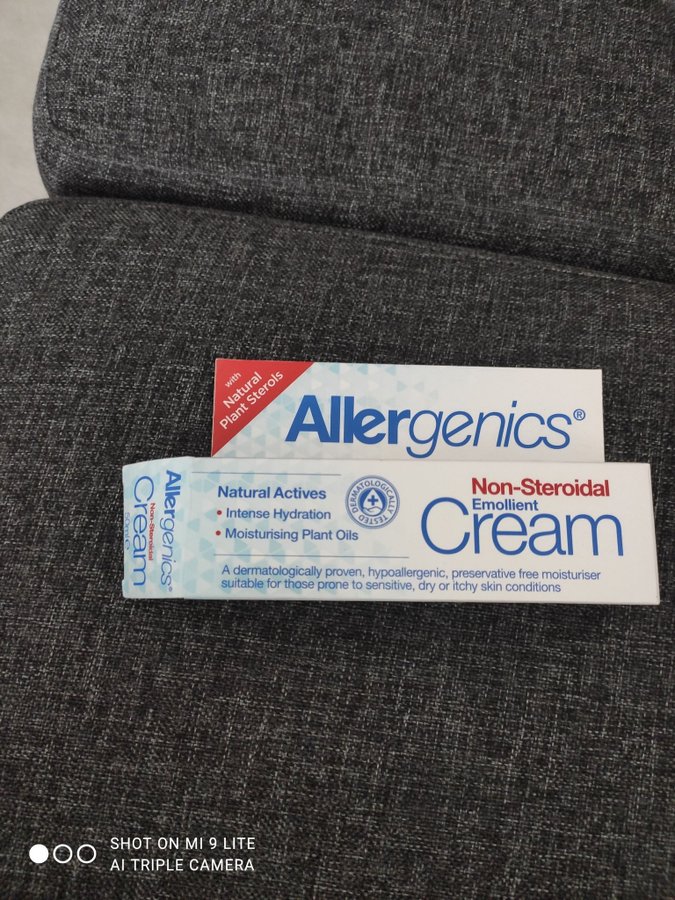 with
Natural
Plant Sterols
Allergenics®
Natural Actives
• Intense Hydration
• Moisturising Plant Oils
DERMATOLOGICALLY TESTED
Non-Steroidal
Emollient
Cream
A dermatologically proven, hypoallergenic, preservative free moisturiser
suitable for those prone to sensitive, dry or itchy skin conditions
Allergenics®
Non-Steroidal
Cream
50ml e
SHOT ON MI 9 LITE
AI TRIPLE CAMERA